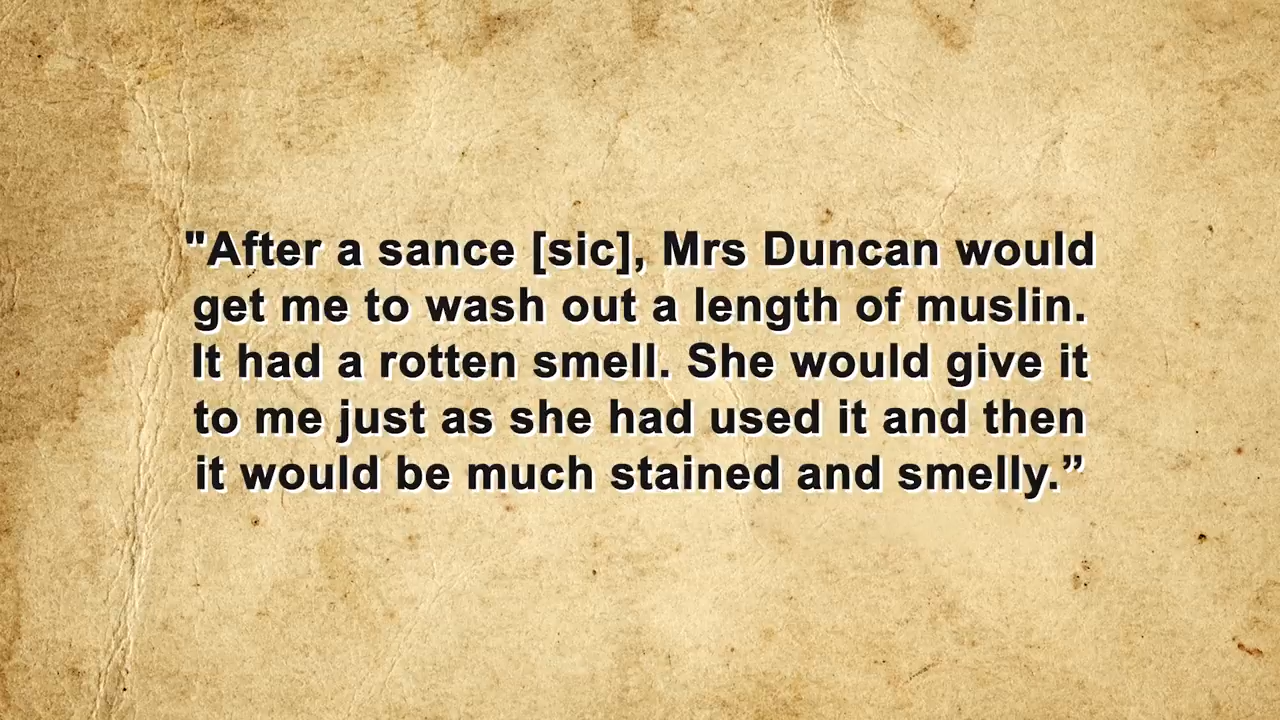 "After a sance [sic], Mrs Duncan would
get me to wash out a length of muslin.
It had a rotten smell. She would give it
to me just as she had used it and then
it would be much stained and smelly.”